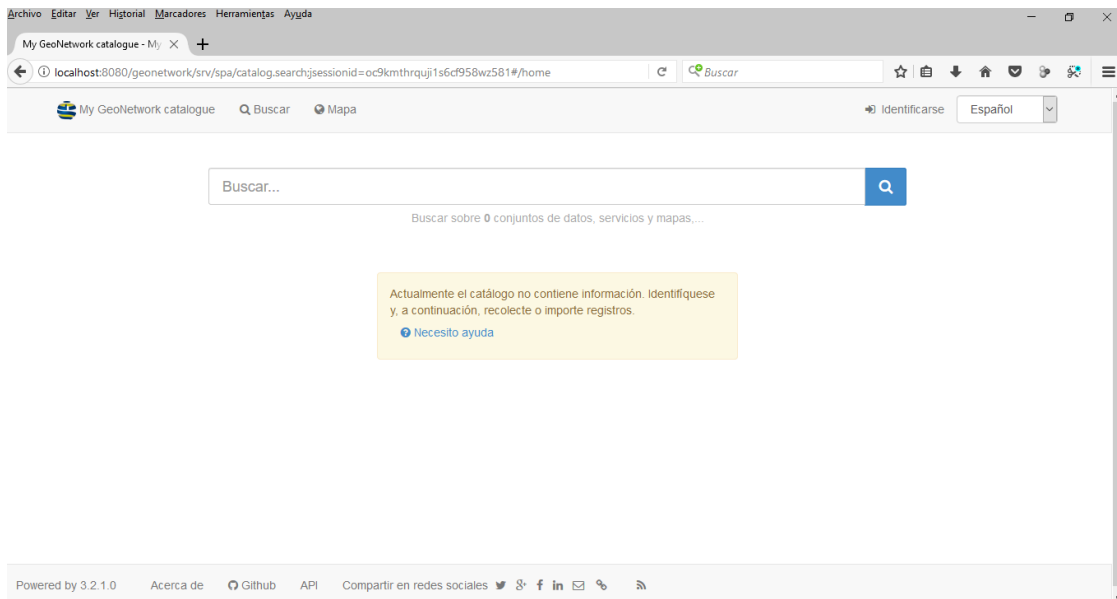 Archivo Editar Ver Historial Marcadores Herramientas Ayuda
My GeoNetwork catalogue - My
localhost:8080/geonetwork/srv/spa/catalog.search;jsessionid=oc9kmthrquji1s6cf958wz581#/home
Buscar
My GeoNetwork catalogue Buscar Mapa Identificarse Español
Buscar...
Buscar sobre 0 conjuntos de datos, servicios y mapas,...
Actualmente el catálogo no contiene información. Identifíquese
y, a continuación, recolecte o importe registros.
Necesito ayuda
Powered by 3.2.1.0 Acerca de Github API Compartir en redes sociales